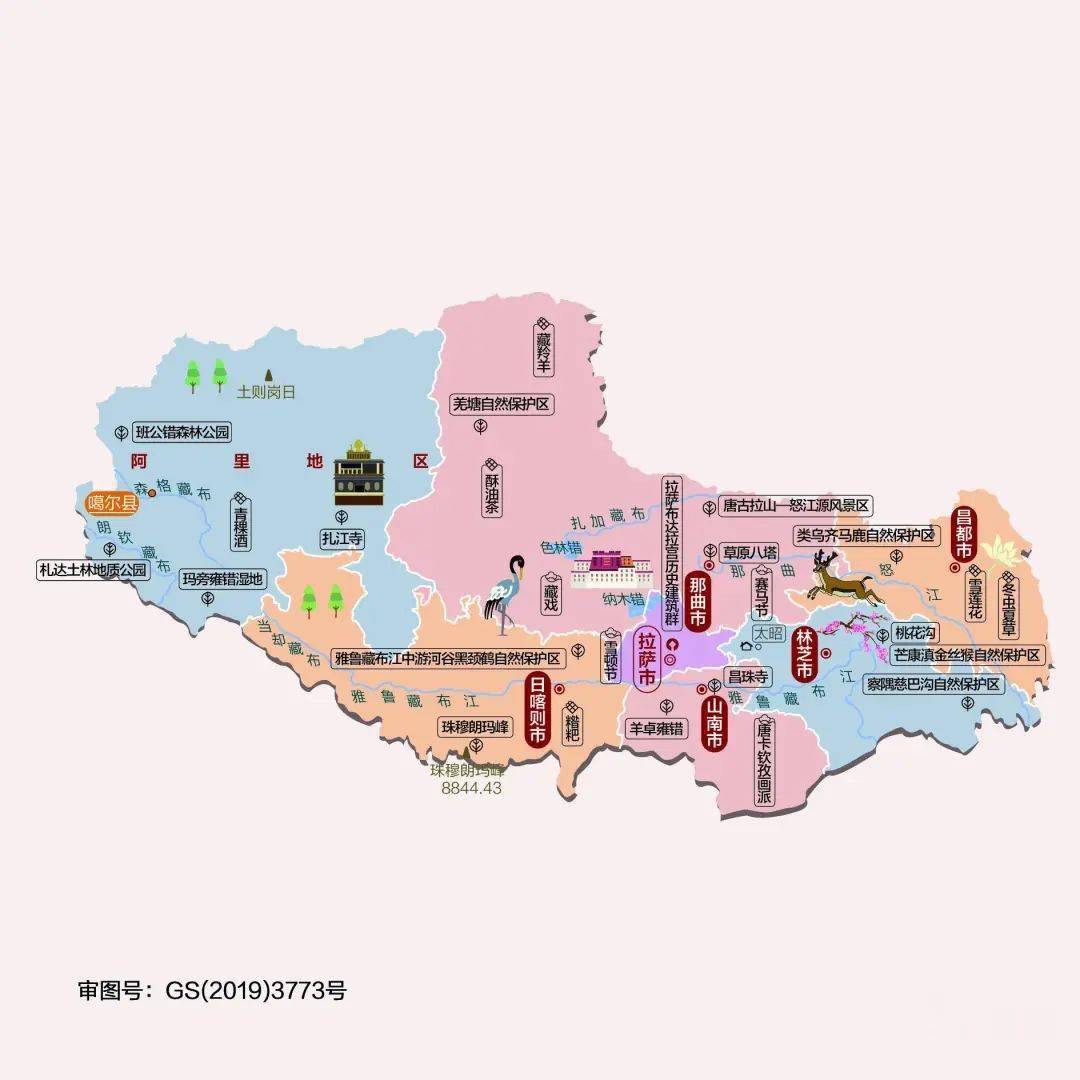 藏羚羊
土则岗日
羌塘自然保护区
班公错森林公园
阿里地区
酥油茶
森格藏布
噶尔县
青稞酒
拉萨布达拉宫历史建筑群
唐古拉山一怒江源风景区
扎加藏布
昌都市
朗钦藏布
扎江寺
类乌齐马鹿自然保护区
色林错
草原八塔
怒江
札达土林地质公园
玛旁雍错湿地
那曲
藏戏
那曲市
赛马节
雪莲花
冬虫夏草
纳木错
当却藏布
雪顿节
拉萨市
太昭
林芝市
桃花沟
雅鲁藏布江中游河谷黑颈鹤自然保护区
芒康滇金丝猴自然保护区
昌珠寺
察隅慈巴沟自然保护区
雅鲁藏布江
日喀则市
雅鲁藏布江
珠穆朗玛峰
糌粑
羊卓雍错
山南市
唐卡钦孜画派
珠穆朗玛峰
8844.43
审图号：GS(2019)3773号